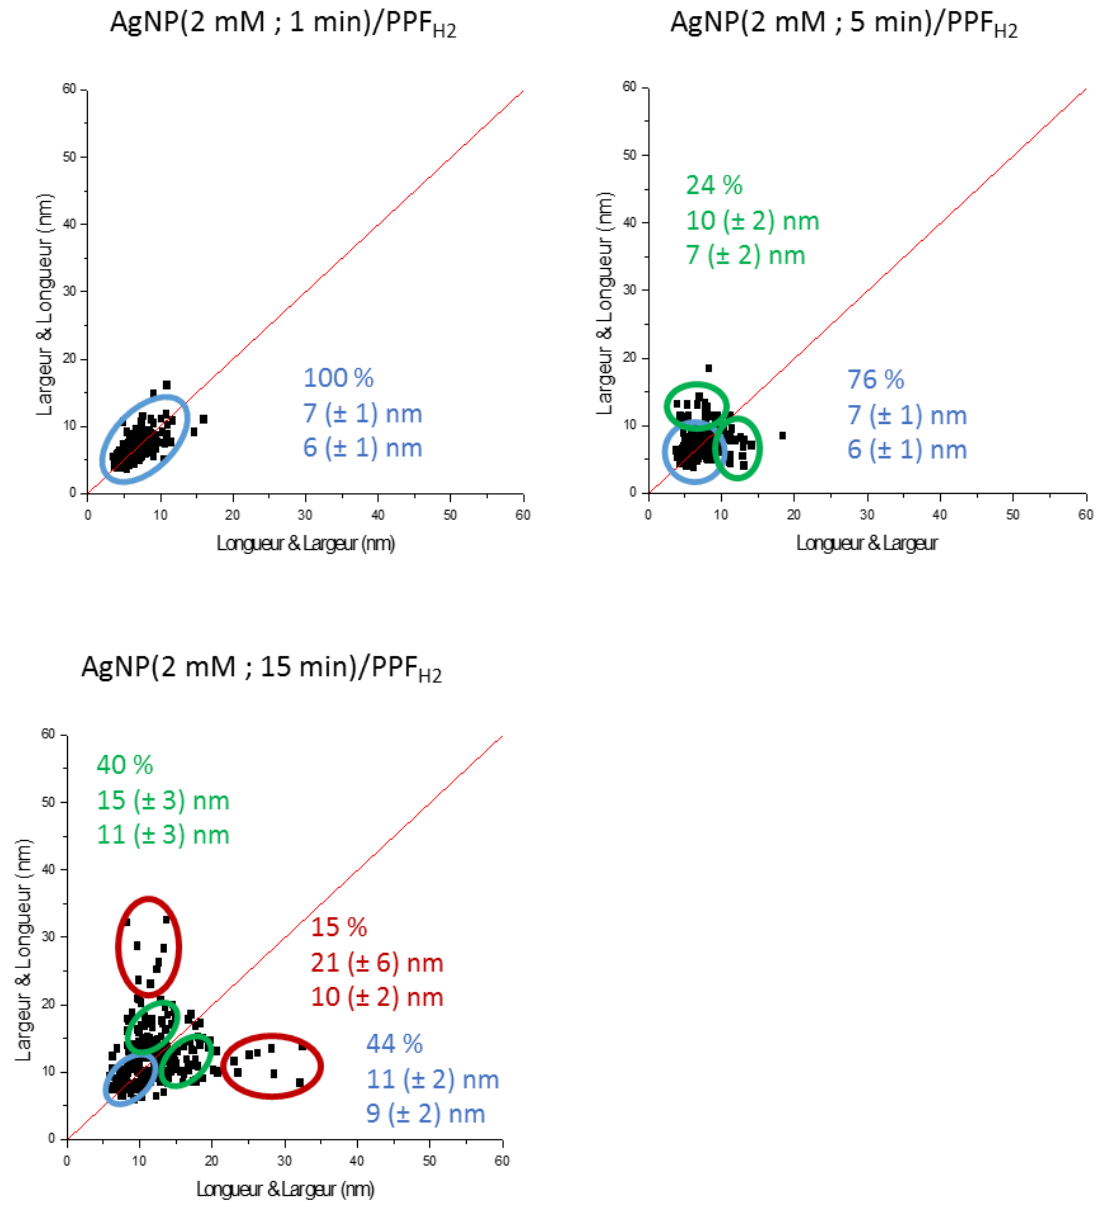 AgNP(2 mM ; 1 min)/PPFH2
60
50
40
30
20
10
0
Largeur & Longueur (nm)
100 %
7 (± 1) nm
6 (± 1) nm
0 10 20 30 40 50 60
Longueur & Largeur (nm)
AgNP(2 mM ; 5 min)/PPFH2
60
50
40
30
20
10
0
Largeur & Longueur (nm)
24 %
10 (± 2) nm
7 (± 2) nm
76 %
7 (± 1) nm
6 (± 1) nm
0 10 20 30 40 50 60
Longueur & Largeur
AgNP(2 mM ; 15 min)/PPFH2
60
50
40
30
20
10
0
Largeur & Longueur (nm)
40 %
15 (± 3) nm
11 (± 3) nm
15 %
21 (± 6) nm
10 (± 2) nm
44 %
11 (± 2) nm
9 (± 2) nm
0 10 20 30 40 50 60
Longueur & Largeur (nm)